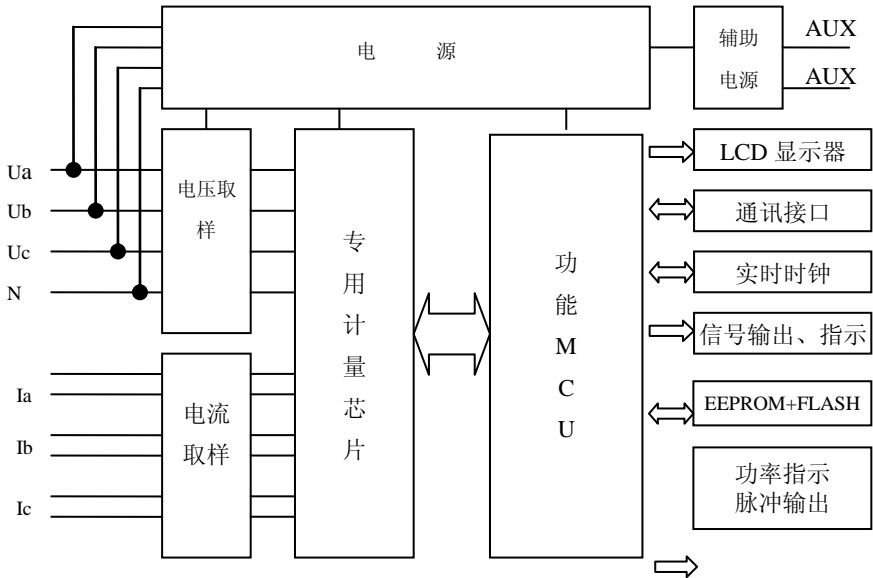 电 源
辅助
电源
AUX
AUX
Ua
Ub
Uc
N
电压取
样
专
用
计
量
芯
片
功
能
M
C
U
LCD 显示器
通讯接口
实时时钟
信号输出、指示
EEPROM+FLASH
功率指示
脉冲输出
Ia
Ib
Ic
电流
取样